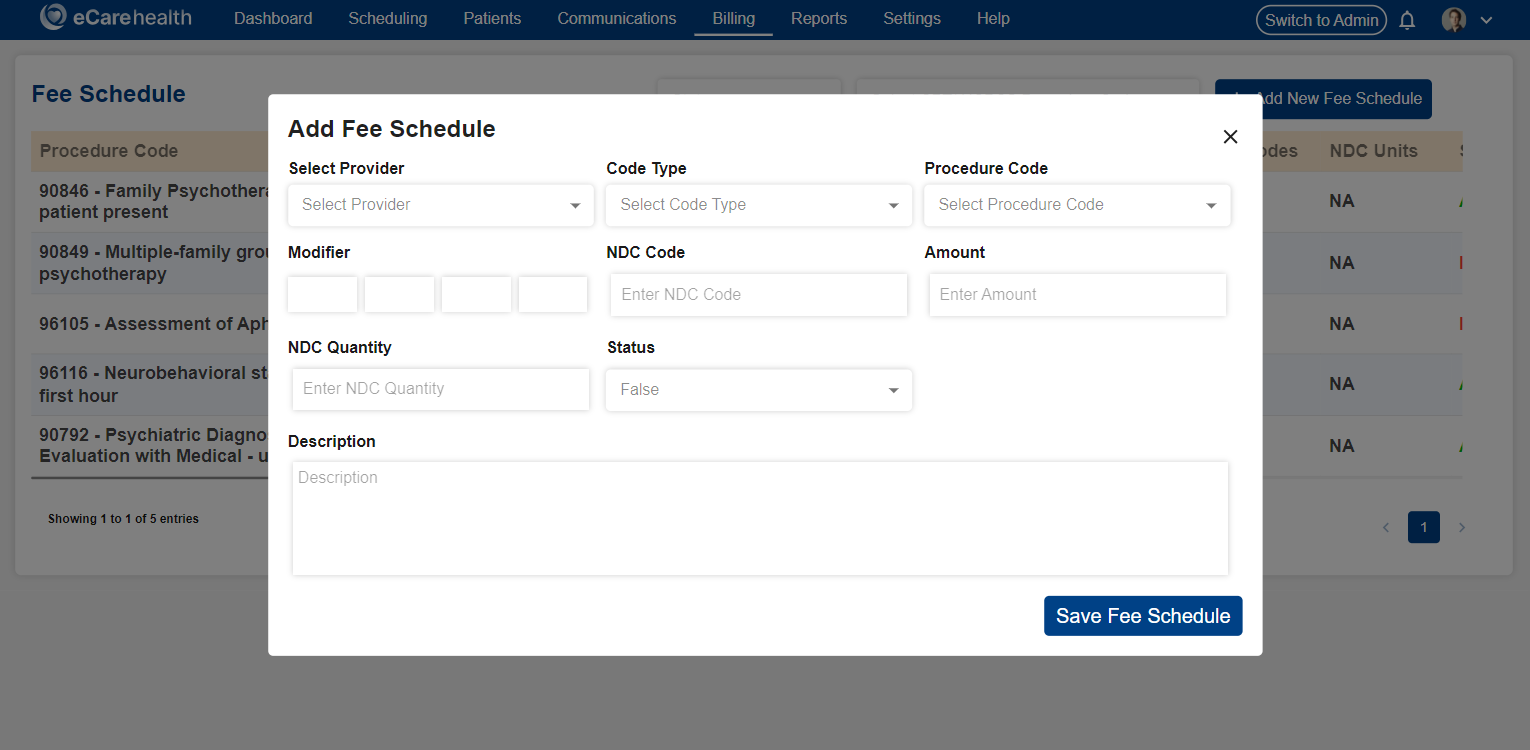 eCarehealth Dashboard Scheduling Patients Communications Billing Reports Settings Help Switch to Admin
Fee Schedule
Add New Fee Schedule
Procedure Code NDC Units
90846 - Family Psychothera
patient present
NA
90849 - Multiple-family grou
psychotherapy
NA
96105 - Assessment of Aph
NA
96116 - Neurobehavioral sta
first hour
NA
90792 - Psychiatric Diagno
Evaluation with Medical - u
NA
Showing 1 to 1 of 5 entries
1
Add Fee Schedule
Select Provider Code Type Procedure Code
Select Provider Select Code Type Select Procedure Code
Modifier NDC Code Amount
Enter NDC Code Enter Amount
NDC Quantity Status
Enter NDC Quantity False
Description
Description
Save Fee Schedule